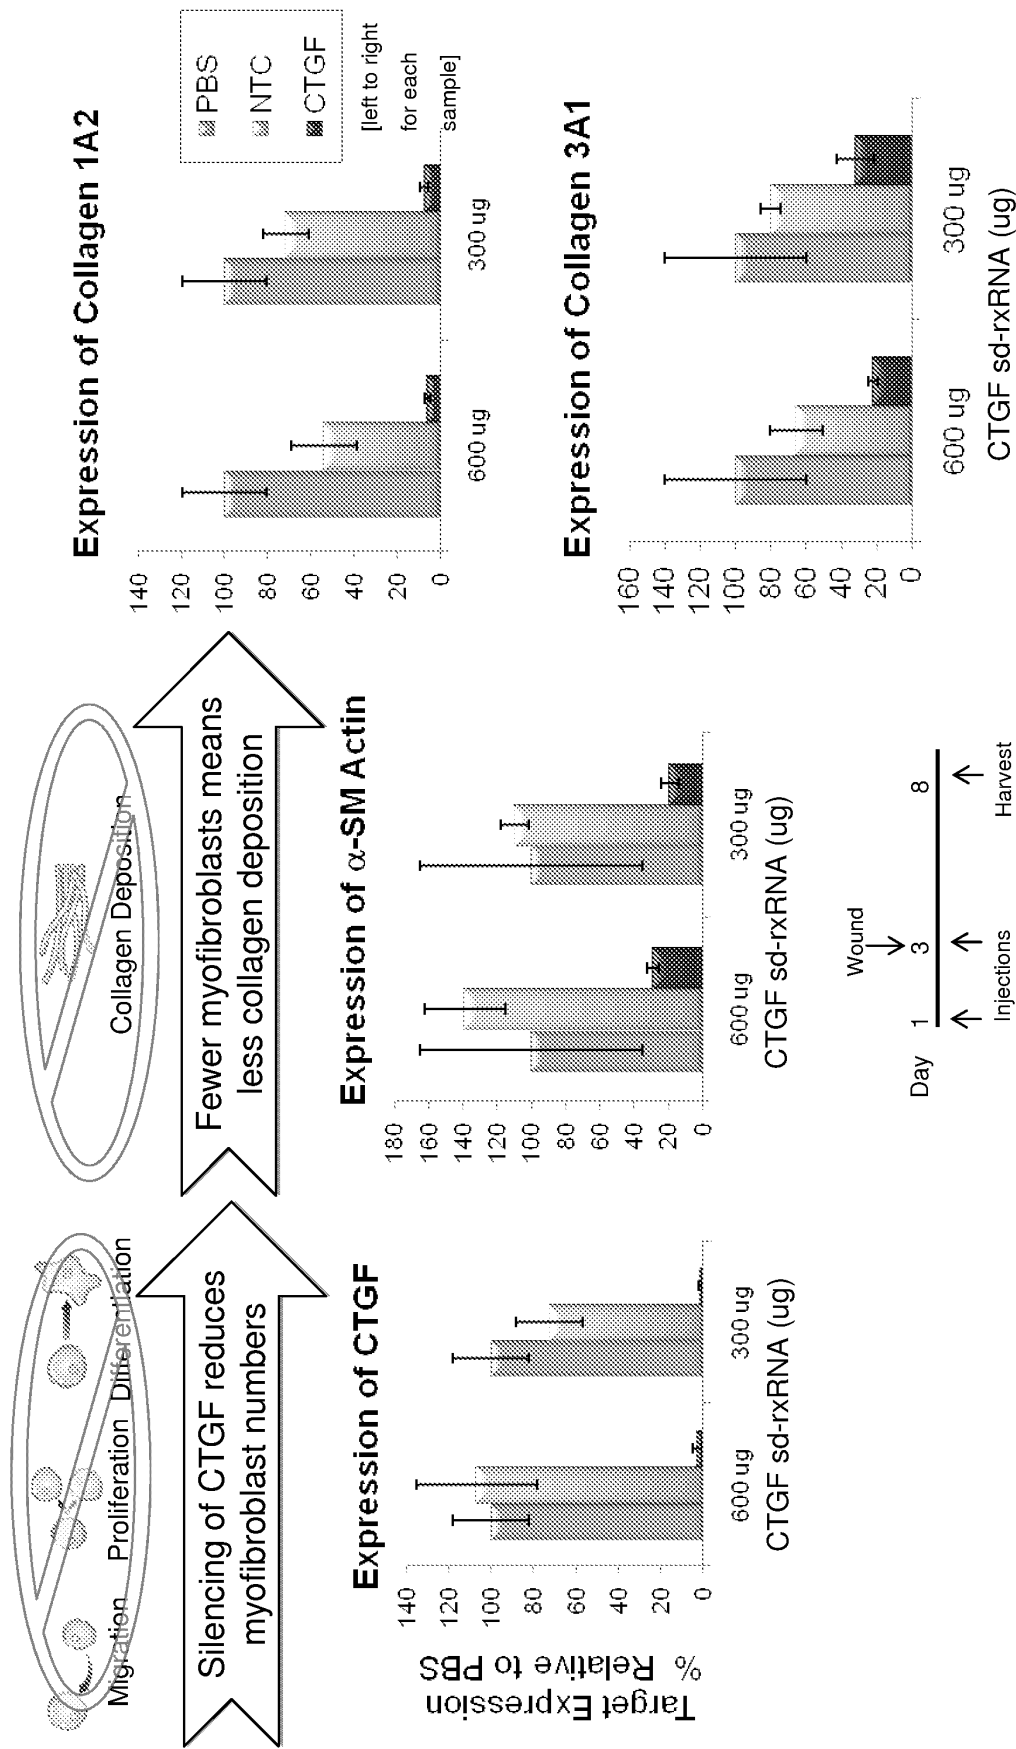 Migration Proliferation Differentiation
Collagen Deposition
Silencing of CTGF reduces
myofibroblast numbers
Fewer myofibroblasts means
less collagen deposition
Expression of CTGF
Target Expression
% Relative to PBS
140
120
100
80
60
40
20
0
600 ug 300 ug
CTGF sd-rxRNA (ug)
Expression of α-SM Actin
180
160
140
120
100
80
60
40
20
0
600 ug 300 ug
CTGF sd-rxRNA (ug)
Wound
Day 1 3 8
Injections Harvest
Expression of Collagen 1A2
140
120
100
80
60
40
20
0
600 ug 300 ug
PBS
NTC
CTGF
[left to right
for each
sample]
Expression of Collagen 3A1
160
140
120
100
80
60
40
20
0
600 ug 300 ug
CTGF sd-rxRNA (ug)